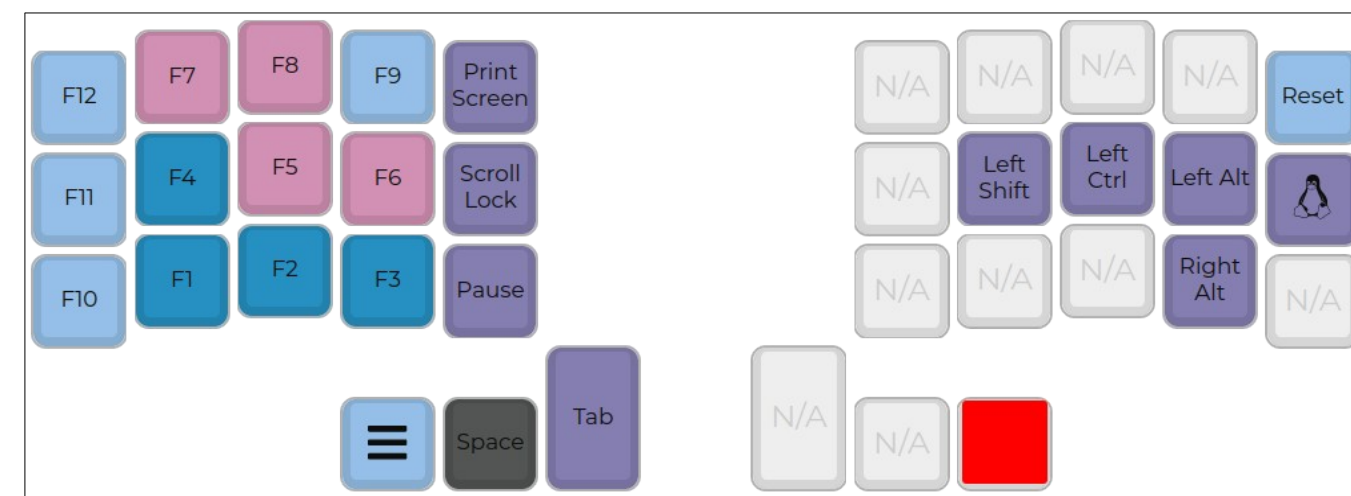 F12
F7
F8
F9
Print
Screen
N/A
N/A
N/A
N/A
Reset
F11
F4
F5
F6
Scroll
Lock
N/A
Left
Shift
Left
Ctrl
Left Alt
F10
F1
F2
F3
Pause
N/A
N/A
N/A
Right
Alt
N/A
Space
Tab
N/A
N/A